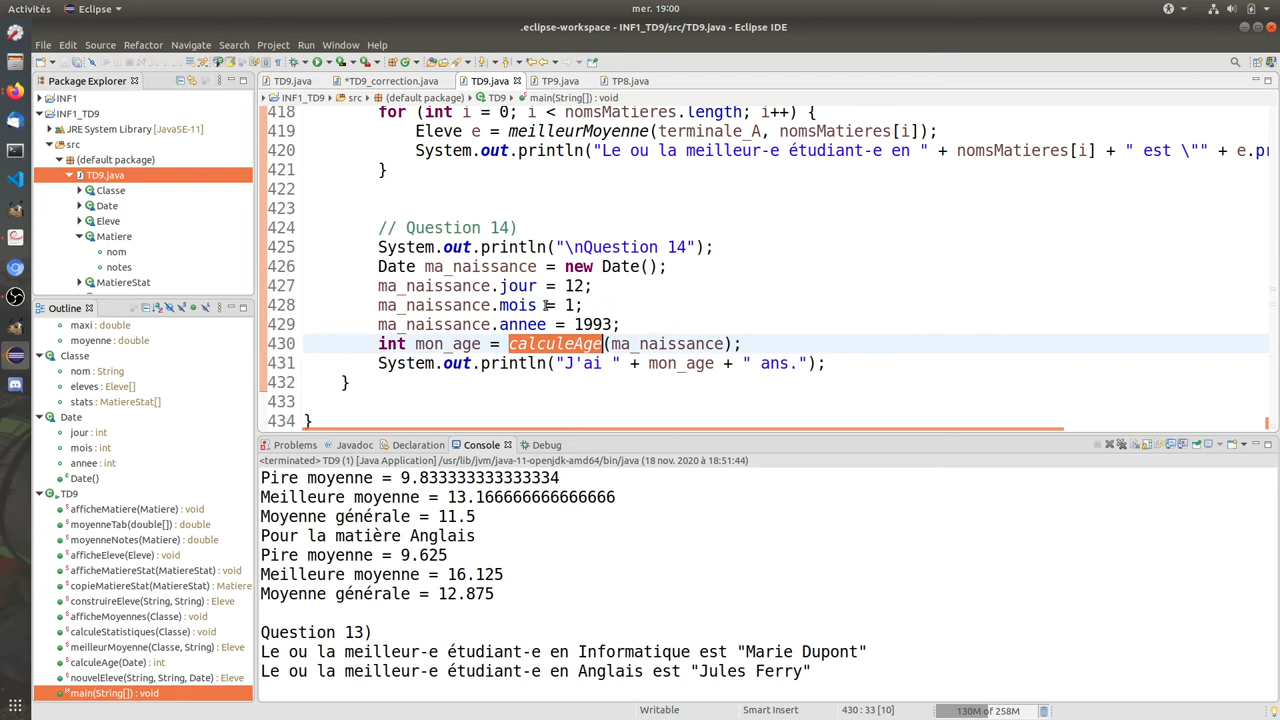 Activités
Eclipse
mer. 19:00
.eclipse-workspace - INF1_TD9/src/TD9.java - Eclipse IDE
File Edit Source Refactor Navigate Search Project Run Window Help
Package Explorer
INF1
INF1_TD9
JRE System Library [JavaSE-11]
src
(default package)
TD9.java
Classe
Date
Eleve
Matiere
nom
notes
MatiereStat
Outline
maxi : double
moyenne : double
Classe
nom : String
eleves : Eleve[]
stats : MatiereStat[]
Date
jour : int
mois : int
annee : int
Date()
TD9
afficheMatiere(Matiere) : void
moyenneTab(double[]) : double
moyenneNotes(Matiere) : double
afficheEleve(Eleve) : void
afficheMatiereStat(MatiereStat) : void
copieMatiereStat(MatiereStat) : Matiere
construireEleve(String, String) : Eleve
afficheMoyennes(Classe) : void
calculeStatistiques(Classe) : void
meilleurMoyenne(Classe, String) : Eleve
calculeAge(Date) : int
nouvelEleve(String, String, Date) : Eleve
main(String[]) : void
TD9.java *TD9_correction.java TD9.java TP9.java TP8.java
INF1_TD9 src (default package) TD9 main(String[]) : void
418 for (int i = 0; i < nomsMatieres.length; i++) {
419 Eleve e = meilleurMoyenne(terminale_A, nomsMatieres[i]);
420 System.out.println("Le ou la meilleur-e étudiant-e en " + nomsMatieres[i] + " est \"" + e.pr
421 }
422
423
424 // Question 14)
425 System.out.println("\nQuestion 14");
426 Date ma_naissance = new Date();
427 ma_naissance.jour = 12;
428 ma_naissance.mois = 1;
429 ma_naissance.annee = 1993;
430 int mon_age = calculeAge(ma_naissance);
431 System.out.println("J'ai " + mon_age + " ans.");
432 }
433
434 }
Problems Javadoc Declaration Console Debug
<terminated> TD9 (1) [Java Application] /usr/lib/jvm/java-11-openjdk-amd64/bin/java (18 nov. 2020 à 18:51:44)
Pire moyenne = 9.833333333333334
Meilleure moyenne = 13.166666666666666
Moyenne générale = 11.5
Pour la matière Anglais
Pire moyenne = 9.625
Meilleure moyenne = 16.125
Moyenne générale = 12.875
Question 13)
Le ou la meilleur-e étudiant-e en Informatique est "Marie Dupont"
Le ou la meilleur-e étudiant-e en Anglais est "Jules Ferry"
Writable Smart Insert 430 : 33 [10] 130M of 258M